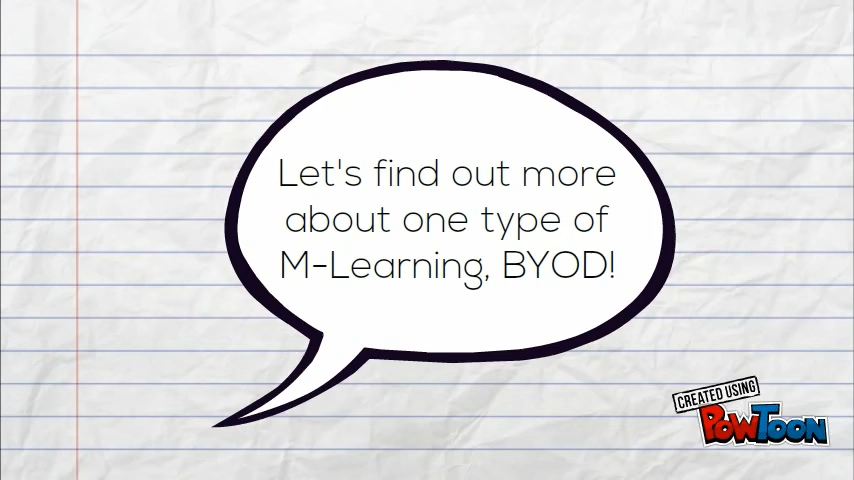 Let's find out more
about one type of
M-Learning, BYOD!
CREATED USING
POWTOON